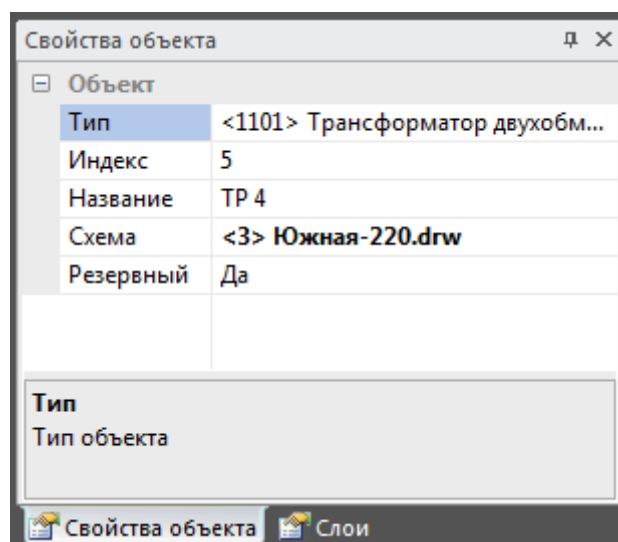 Свойства объекта
Объект
Тип <1101> Трансформатор двухобм...
Индекс 5
Название ТР 4
Схема <3> Южная-220.drw
Резервный Да
Тип
Тип объекта
Свойства объекта Слои